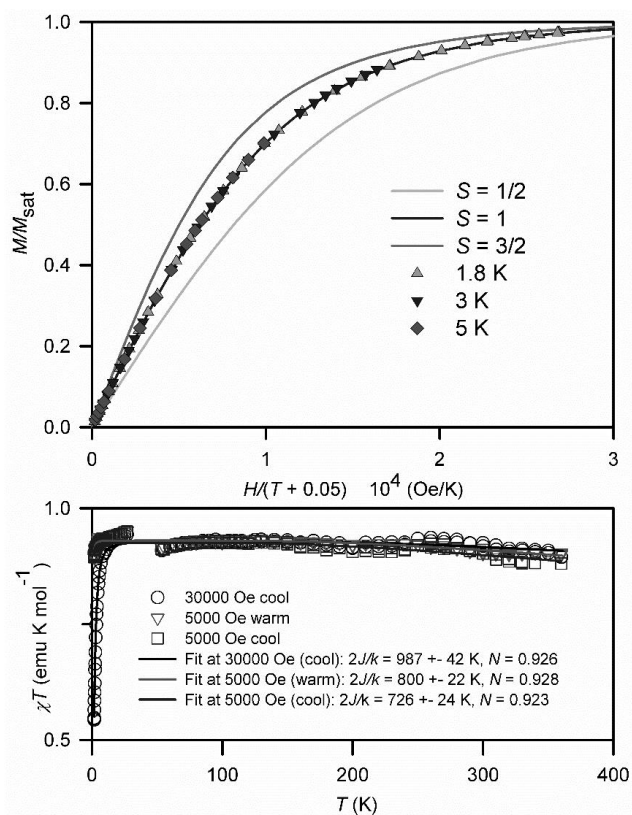 1.0
0.8
0.6
0.4
0.2
0.0
M/Msat
S = 1/2
S = 1
S = 3/2
1.8 K
3 K
5 K
0 1 2 3
H/(T + 0.05) 10⁴ (Oe/K)
1.0
0.5
χT (emu K mol⁻¹)
30000 Oe cool
5000 Oe warm
5000 Oe cool
Fit at 30000 Oe (cool): 2J/k = 987 +- 42 K, N = 0.926
Fit at 5000 Oe (warm): 2J/k = 800 +- 22 K, N = 0.928
Fit at 5000 Oe (cool): 2J/k = 726 +- 24 K, N = 0.923
0 100 200 300 400
T (K)